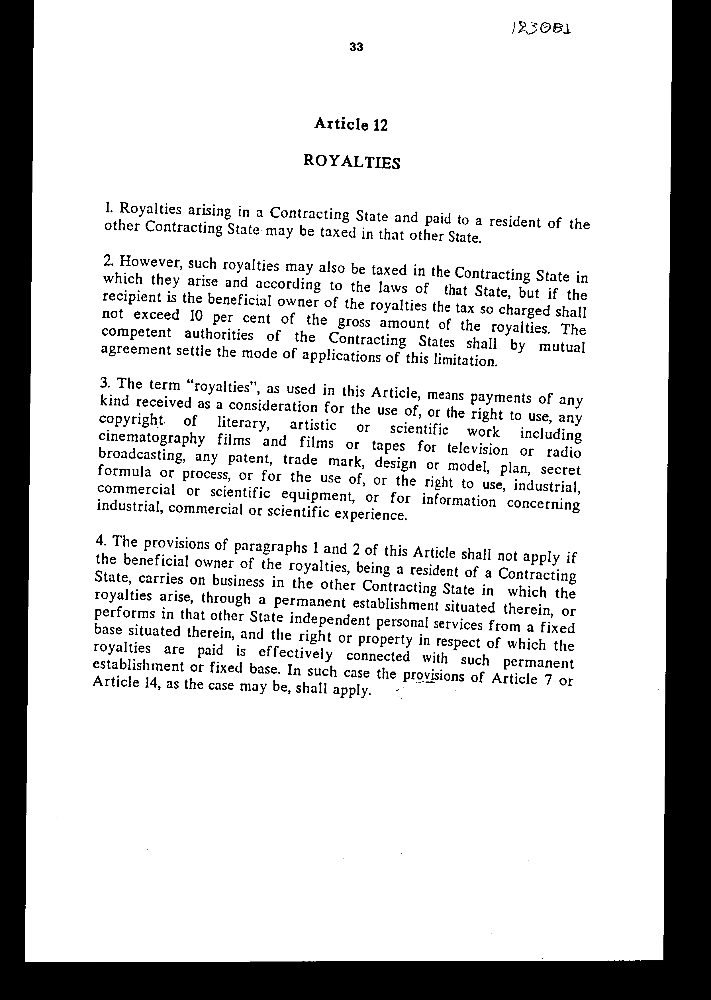 1230B1
33
Article 12
ROYALTIES
1. Royalties arising in a Contracting State and paid to a resident of the
other Contracting State may be taxed in that other State.
2. However, such royalties may also be taxed in the Contracting State in
which they arise and according to the laws of that State, but if the
recipient is the beneficial owner of the royalties the tax so charged shall
not exceed 10 per cent of the gross amount of the royalties. The
competent authorities of the Contracting States shall by mutual
agreement settle the mode of applications of this limitation.
3. The term “royalties”, as used in this Article, means payments of any
kind received as a consideration for the use of, or the right to use, any
copyright. of literary, artistic or scientific work including
cinematography films and films or tapes for television or radio
broadcasting, any patent, trade mark, design or model, plan, secret
formula or process, or for the use of, or the right to use, industrial,
commercial or scientific equipment, or for information concerning
industrial, commercial or scientific experience.
4. The provisions of paragraphs 1 and 2 of this Article shall not apply if
the beneficial owner of the royalties, being a resident of a Contracting
State, carries on business in the other Contracting State in which the
royalties arise, through a permanent establishment situated therein, or
performs in that other State independent personal services from a fixed
base situated therein, and the right or property in respect of which the
royalties are paid is effectively connected with such permanent
establishment or fixed base. In such case the provisions of Article 7 or
Article 14, as the case may be, shall apply.